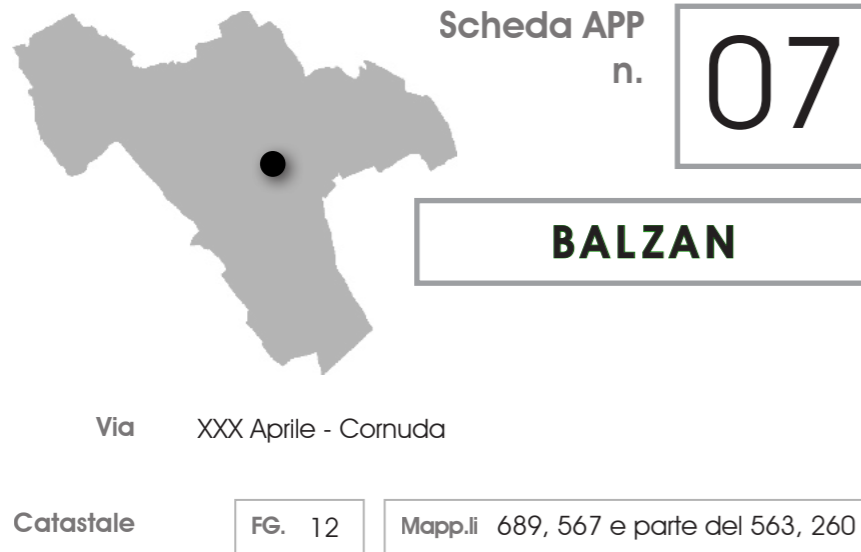 Scheda APP
n. 07
BALZAN
Via XXX Aprile - Cornuda
Catastale FG. 12 Mapp.li 689, 567 e parte del 563, 260